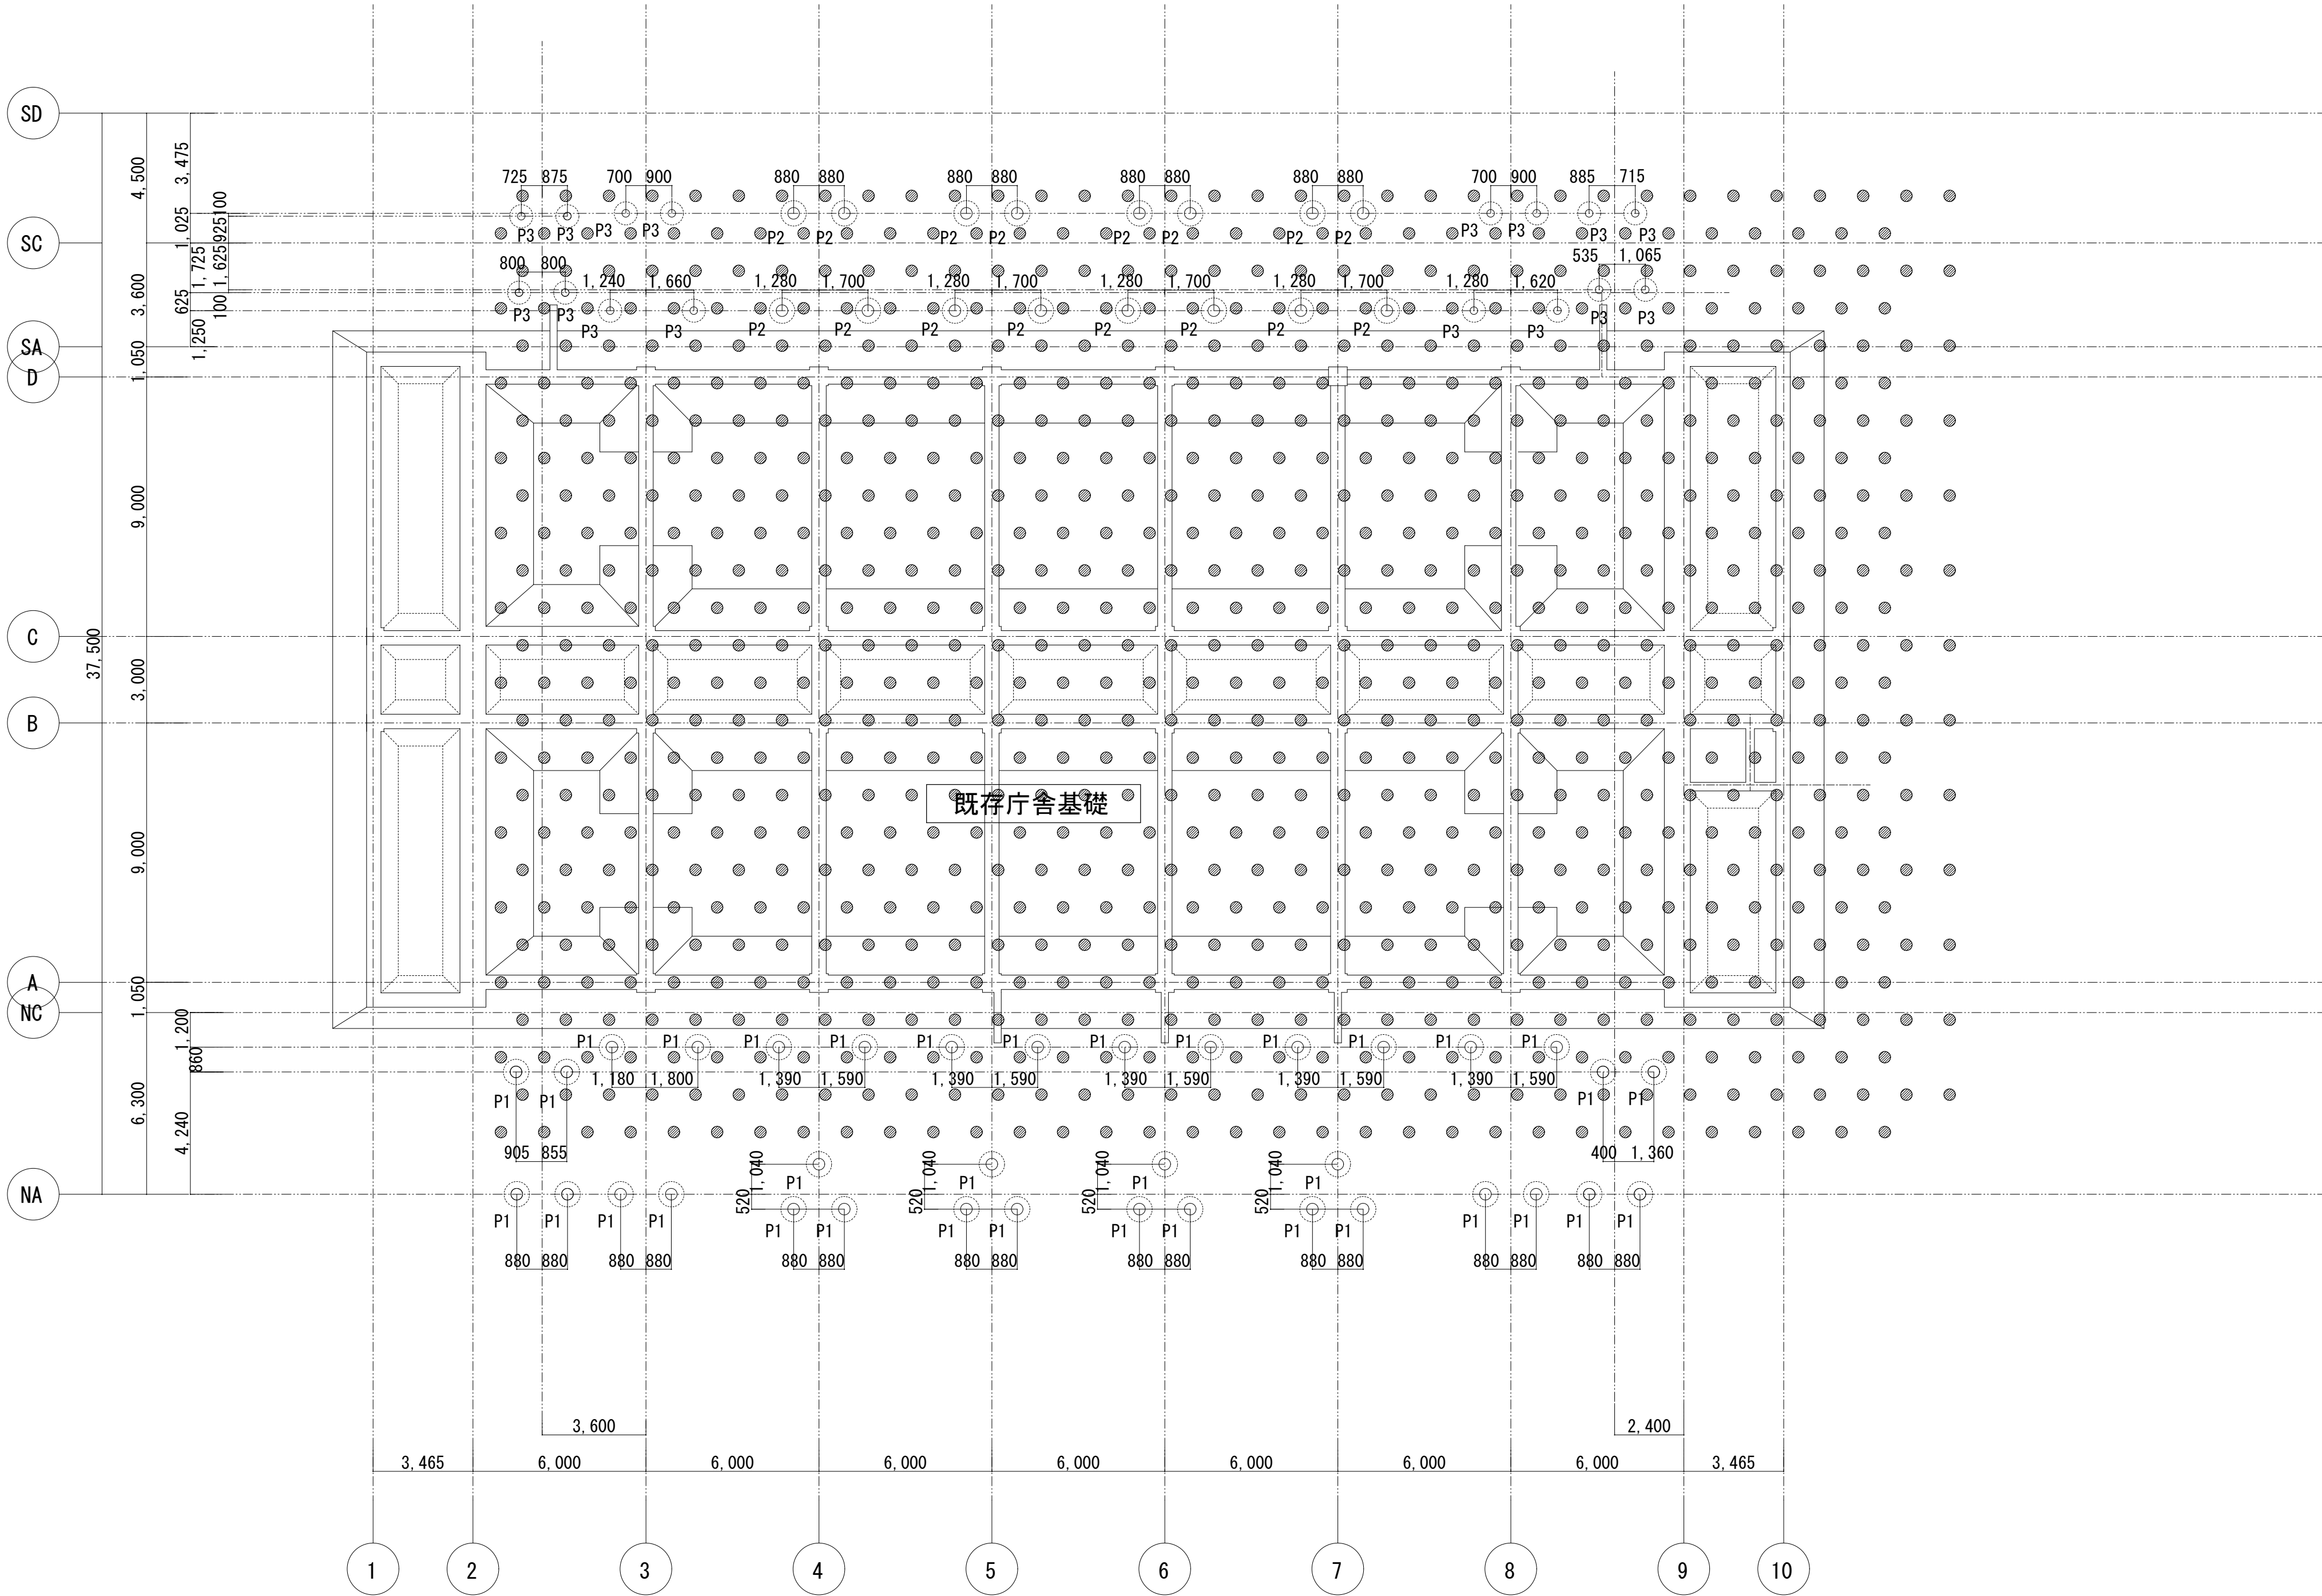 SD
4,500
3,475
725 875 700 900 880 880 880 880 880 880 880 880 700 900 885 715
P3 P3 P3 P3 P2 P2 P2 P2 P2 P2 P2 P2 P3 P3 P3 P3
SC
1,025
925 100
1,725
1,625
3,600
625
100
1,250
800 800 1,240 1,660 1,280 1,700 1,280 1,700 1,280 1,700 1,280 1,700 1,280 1,620 535 1,065
P3 P3 P3 P3 P2 P2 P2 P2 P2 P2 P2 P2 P3 P3 P3 P3
SA
1,050
D
9,000
C
37,500
3,000
B
既存庁舎基礎
9,000
A
1,050
NC
1,200
860
P1 P1 P1 P1 P1 P1 P1 P1 P1 P1 P1 P1
1,180 1,800 1,390 1,590 1,390 1,590 1,390 1,590 1,390 1,590 1,390 1,590
P1 P1 P1 P1
6,300
4,240
905 855 400 1,360
1,040 1,040 1,040 1,040
P1 P1 P1 P1
520 520 520 520
NA
P1 P1 P1 P1 P1 P1 P1 P1 P1 P1 P1 P1 P1 P1 P1 P1
880 880 880 880 880 880 880 880 880 880 880 880 880 880 880 880
3,600 2,400
3,465 6,000 6,000 6,000 6,000 6,000 6,000 6,000 3,465
1 2 3 4 5 6 7 8 9 10